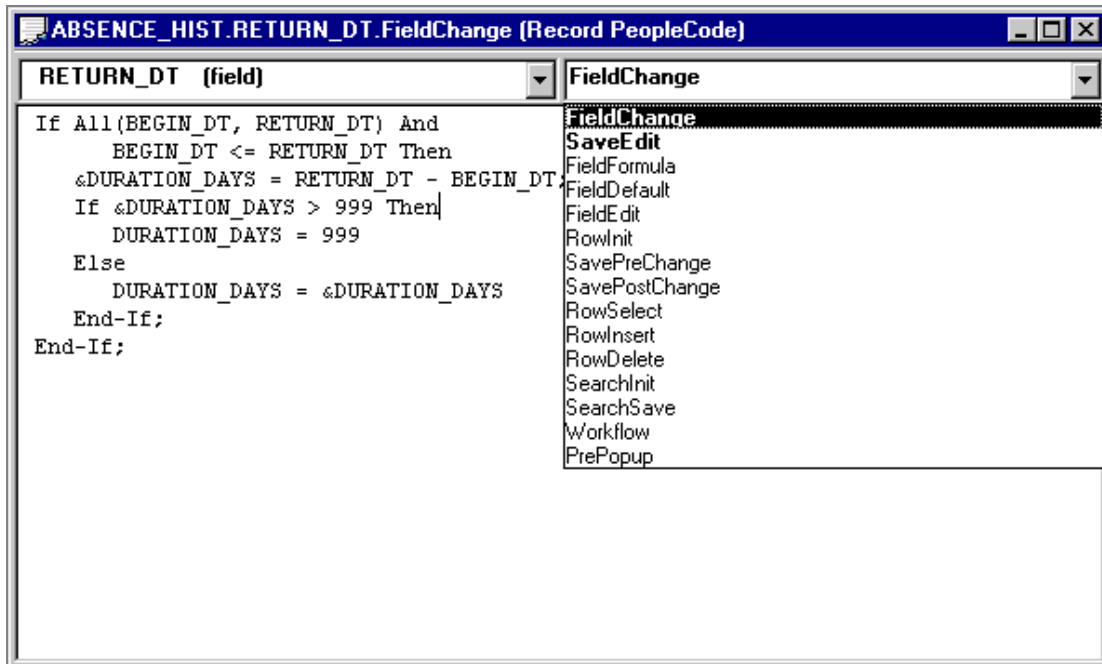 ABSENCE_HIST.RETURN_DT.FieldChange (Record PeopleCode)
RETURN_DT (field)
FieldChange
If All(BEGIN_DT, RETURN_DT) And
BEGIN_DT <= RETURN_DT Then
&DURATION_DAYS = RETURN_DT - BEGIN_DT;
If &DURATION_DAYS > 999 Then
DURATION_DAYS = 999
Else
DURATION_DAYS = &DURATION_DAYS
End-If;
End-If;
FieldChange
SaveEdit
FieldFormula
FieldDefault
FieldEdit
RowInit
SavePreChange
SavePostChange
RowSelect
RowInsert
RowDelete
SearchInit
SearchSave
Workflow
PrePopup